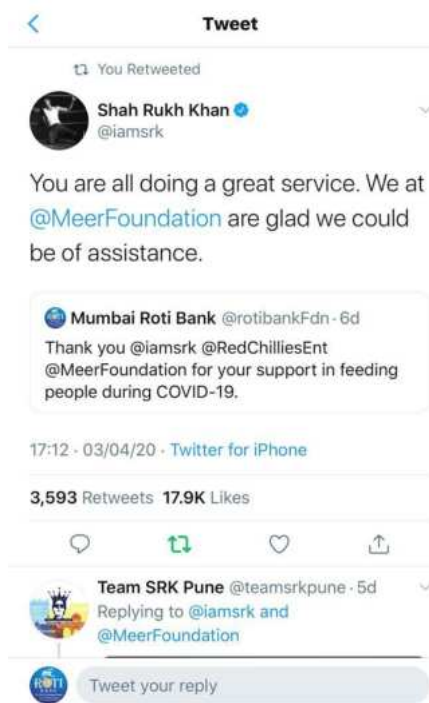 Tweet
You Retweeted
Shah Rukh Khan
@iamsrk
You are all doing a great service. We at
@MeerFoundation are glad we could
be of assistance.
Mumbai Roti Bank @rotibankFdn · 6d
Thank you @iamsrk @RedChilliesEnt
@MeerFoundation for your support in feeding
people during COVID-19.
17:12 · 03/04/20 · Twitter for iPhone
3,593 Retweets 17.9K Likes
Team SRK Pune @teamsrkpune · 5d
Replying to @iamsrk and
@MeerFoundation
ROTI
Tweet your reply